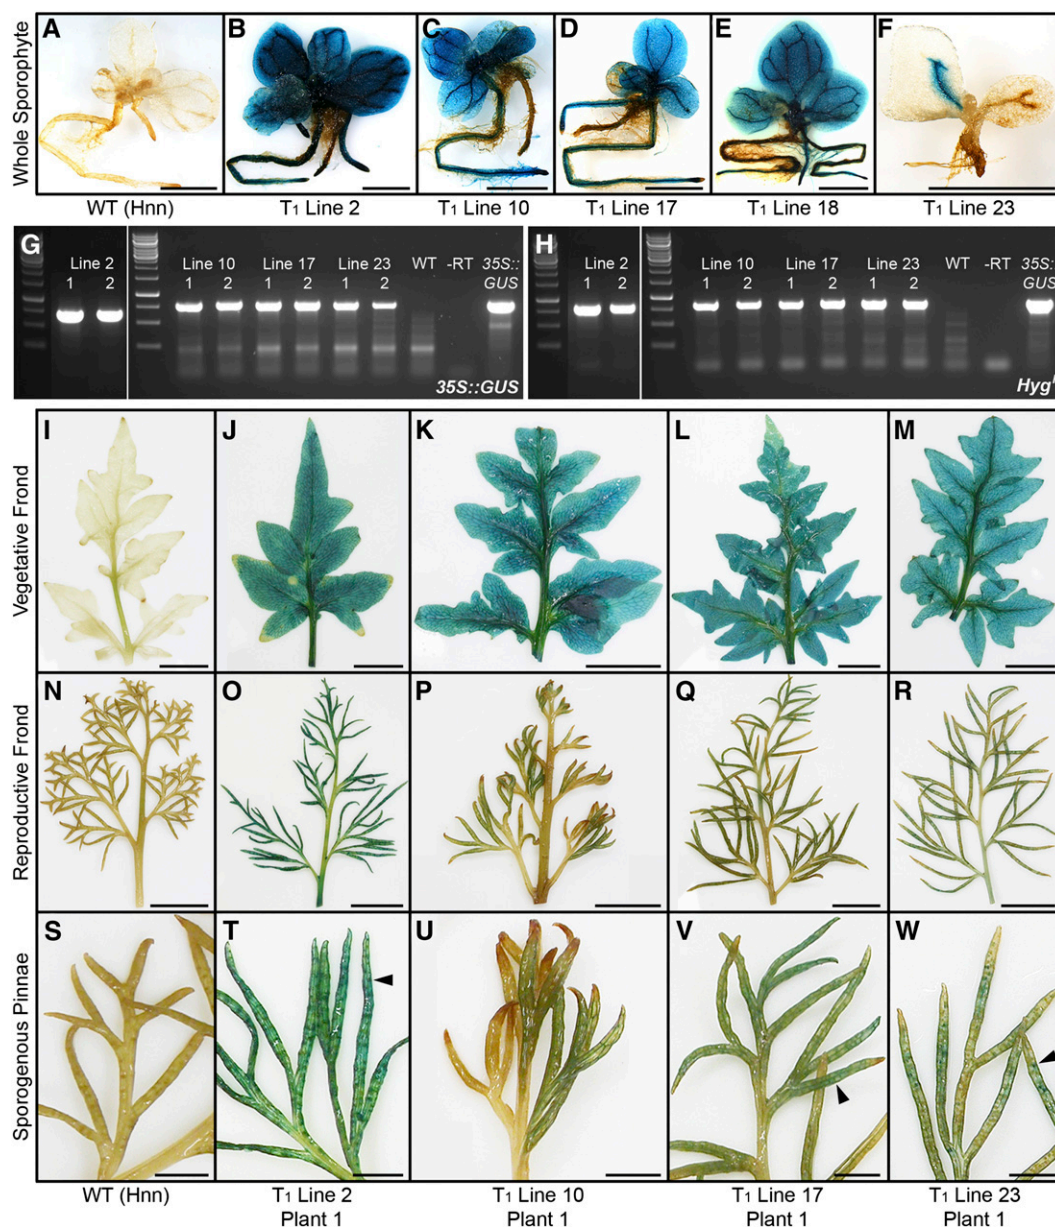 Whole Sporophyte
A B C D E F
WT (Hnn) T1 Line 2 T1 Line 10 T1 Line 17 T1 Line 18 T1 Line 23
G
Line 2
1 2
Line 10 Line 17 Line 23 WT -RT 35S::
GUS
1 2 1 2 1 2
35S::GUS
H
Line 2
1 2
Line 10 Line 17 Line 23 WT -RT 35S::
GUS
1 2 1 2 1 2
Hyg
Vegetative Frond
I J K L M
Reproductive Frond
N O P Q R
Sporogenous Pinnae
S T U V W
WT (Hnn) T1 Line 2 T1 Line 10 T1 Line 17 T1 Line 23
Plant 1 Plant 1 Plant 1 Plant 1